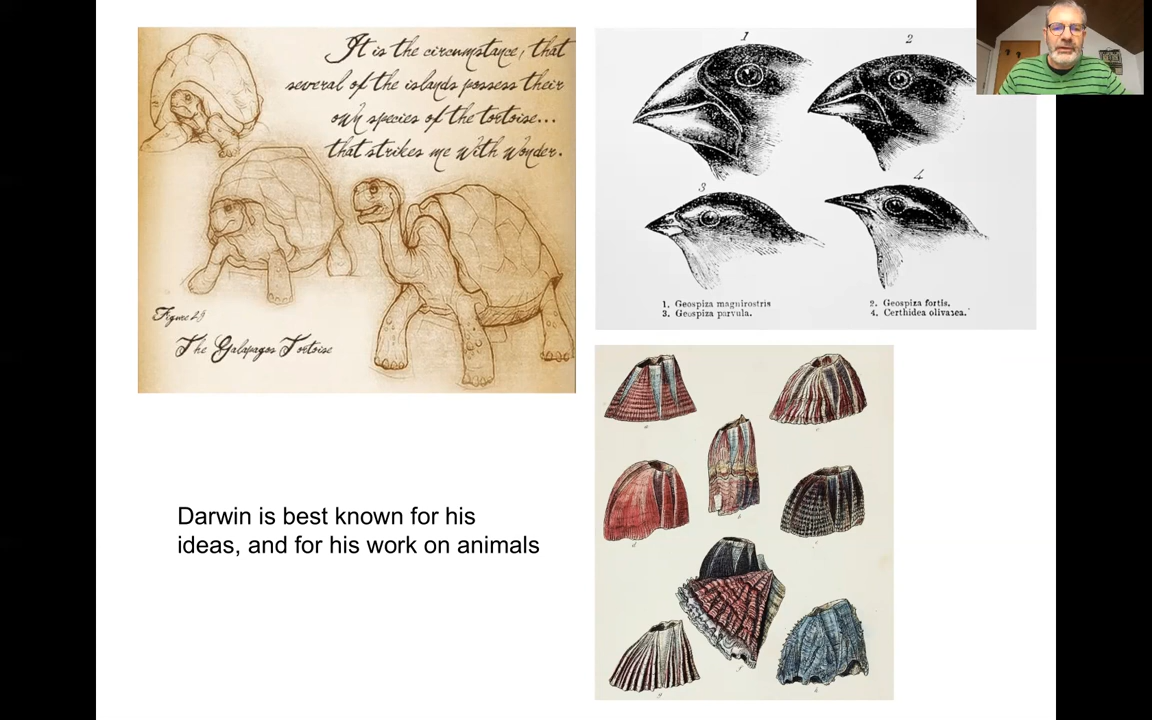 It is the circumstance, that
several of the islands possess their
own species of the tortoise...
that strikes me with wonder.
The Galapagos Tortoise
1
2
3
4
1. Geospiza magnirostris
2. Geospiza fortis.
3. Geospiza parvula.
4. Certhidea olivasea.
Darwin is best known for his
ideas, and for his work on animals